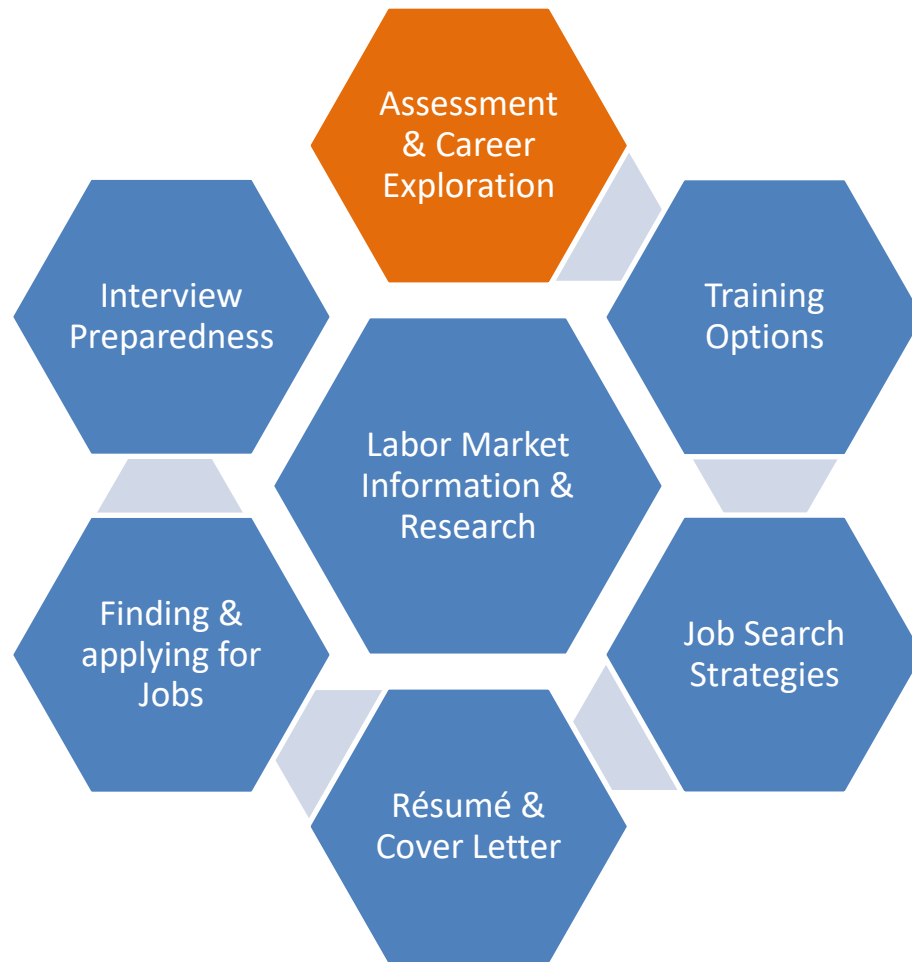 Assessment
& Career
Exploration
Training
Options
Job Search
Strategies
Résumé &
Cover Letter
Finding &
applying for
Jobs
Interview
Preparedness
Labor Market
Information &
Research